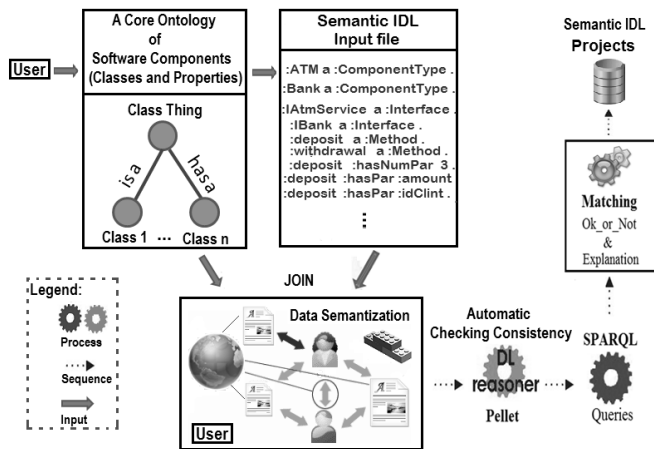 User
A Core Ontology
of
Software Components
(Classes and Properties)
Class Thing
is a
has a
Class 1 ... Class n
Semantic IDL
Input file
:ATM a :ComponentType .
:Bank a :ComponentType .
:IAtmService a :Interface .
:IBank a :Interface .
:deposit a :Method .
:withdrawal a :Method .
:deposit :hasNumPar 3 .
:deposit :hasPar :amount
:deposit :hasPar :idClint .
⋮
Semantic IDL
Projects
Matching
Ok_or_Not
&
Explanation
JOIN
Legend:
Process
Sequence
Input
Data Semantization
User
Automatic
Checking Consistency
DL
reasoner
Pellet
SPARQL
Queries